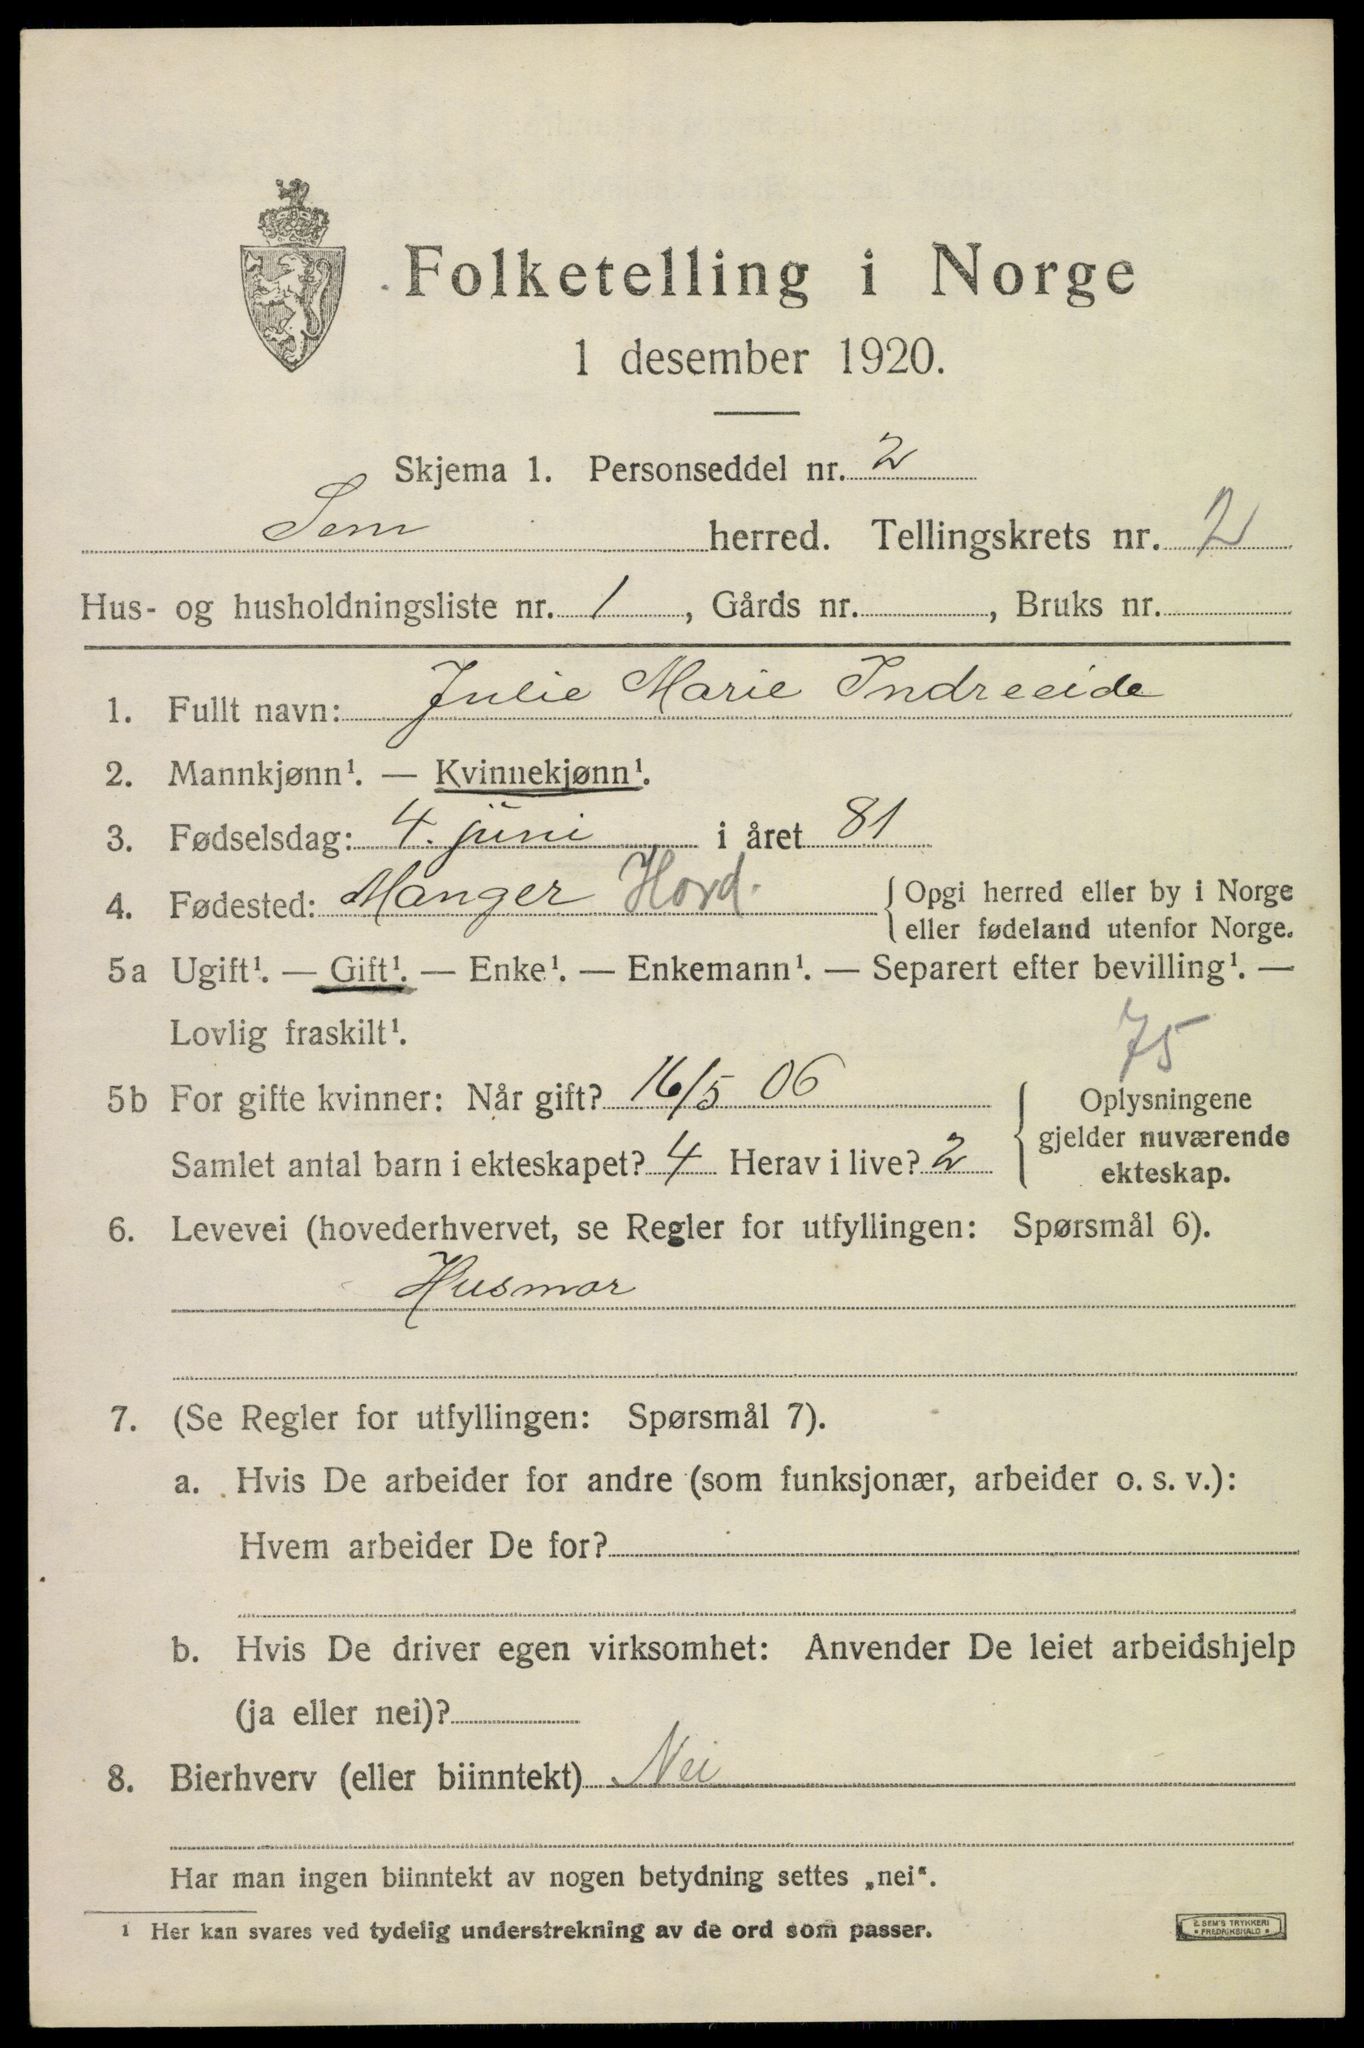 Folketelling i Norge
1 desember 1920.
Skjema 1. Personseddel nr. 2
Sem herred. Tellingskrets nr. 2
Hus- og husholdningsliste nr. 1, Gårds nr. , Bruks nr.
1. Fullt navn: Julie Marie Indreeide
2. Mannkjønn¹. — Kvinnekjønn¹.
3. Fødselsdag: 4. juni i året 81
4. Fødested: Manger Hord. { Opgi herred eller by i Norge
eller fødeland utenfor Norge.
5a Ugift¹. — Gift¹. — Enke¹. — Enkemann¹. — Separert efter bevilling¹. —
Lovlig fraskilt¹.
75
5b For gifte kvinner: Når gift? 16/5 06
Samlet antal barn i ekteskapet? 4 Herav i live? 2
Oplysningene
gjelder nuværende
ekteskap.
6. Levevei (hovederhvervet, se Regler for utfyllingen: Spørsmål 6).
Husmor
7. (Se Regler for utfyllingen: Spørsmål 7).
a. Hvis De arbeider for andre (som funksjonær, arbeider o. s. v.):
Hvem arbeider De for?
b. Hvis De driver egen virksomhet: Anvender De leiet arbeidshjelp
(ja eller nei)?
8. Bierhverv (eller biinntekt) Nei
Har man ingen biinntekt av nogen betydning settes „nei“.
¹ Her kan svares ved tydelig understrekning av de ord som passer.
E. SEM'S TRYKKERI
* FREDRIKSHALD *